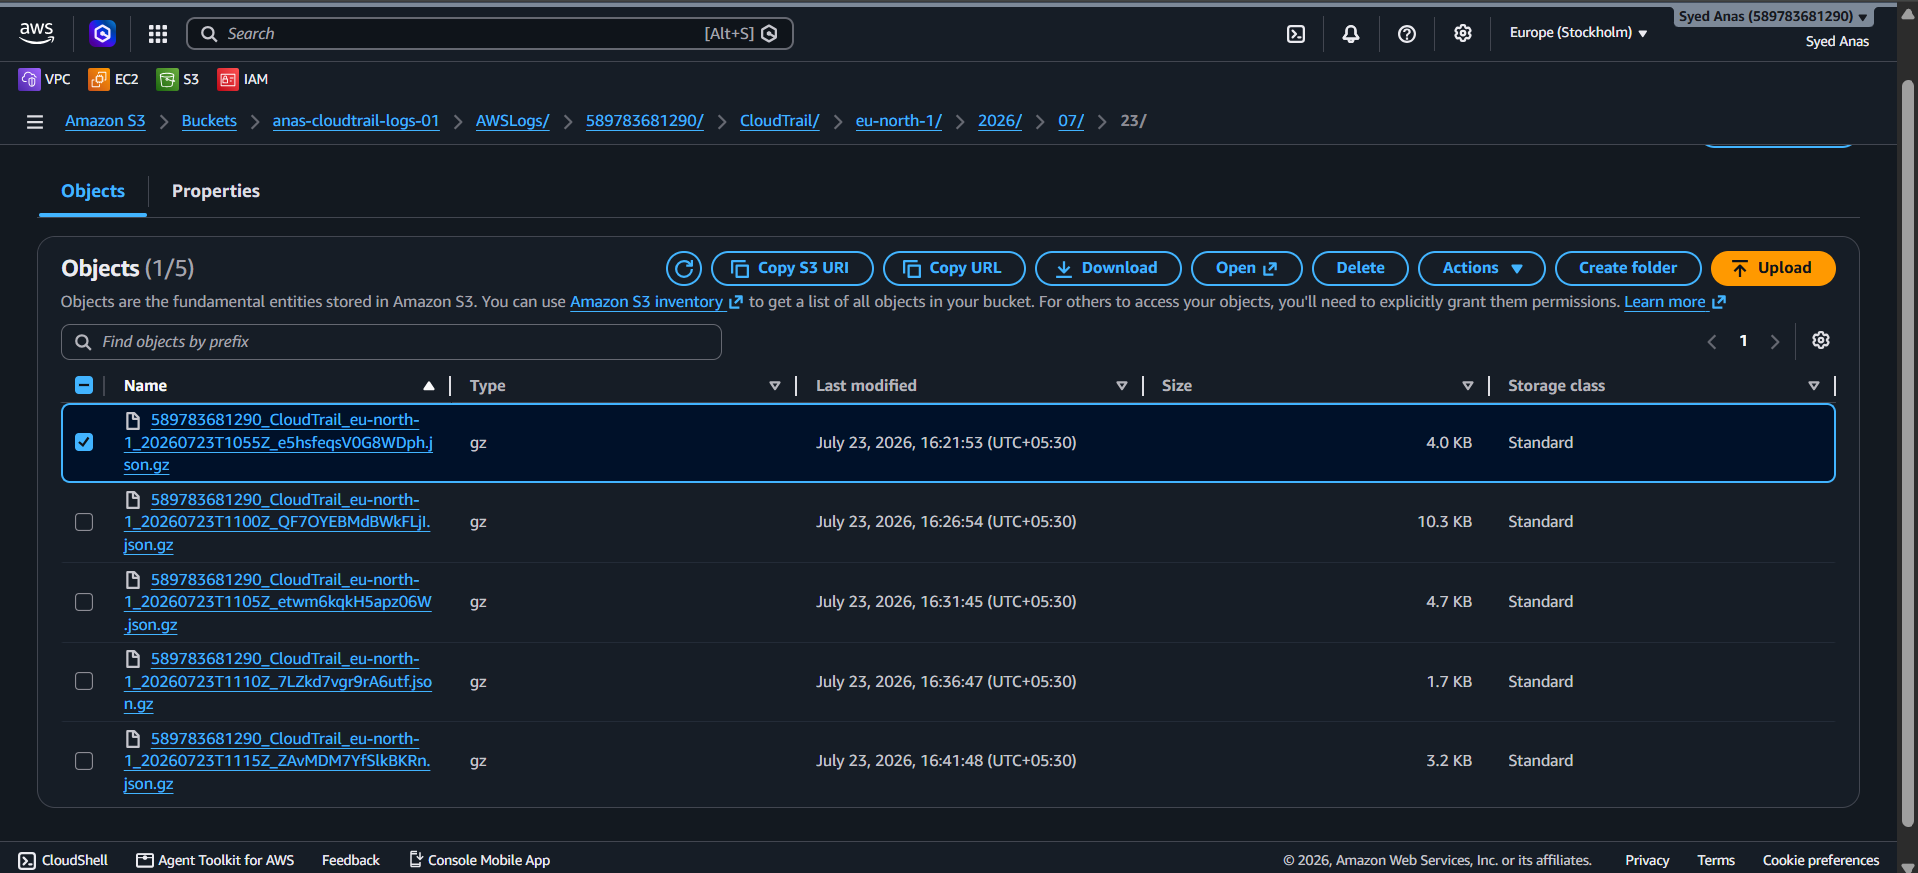 aws
Search
[Alt+S]
Europe (Stockholm)
Syed Anas (589783681290)
Syed Anas
VPC
EC2
S3
IAM
Amazon S3
Buckets
anas-cloudtrail-logs-01
AWSLogs/
589783681290/
CloudTrail/
eu-north-1/
2026/
07/
23/
Objects
Properties
Objects (1/5)
Copy S3 URI
Copy URL
Download
Open
Delete
Actions
Create folder
Upload
Objects are the fundamental entities stored in Amazon S3. You can use Amazon S3 inventory to get a list of all objects in your bucket. For others to access your objects, you'll need to explicitly grant them permissions. Learn more
Find objects by prefix
1
Name
Type
Last modified
Size
Storage class
589783681290_CloudTrail_eu-north-
1_20260723T1055Z_e5hsfeqsV0G8WDph.j
son.gz
gz
July 23, 2026, 16:21:53 (UTC+05:30)
4.0 KB
Standard
589783681290_CloudTrail_eu-north-
1_20260723T1100Z_QF7OYEBMdBWkFLjI.
json.gz
gz
July 23, 2026, 16:26:54 (UTC+05:30)
10.3 KB
Standard
589783681290_CloudTrail_eu-north-
1_20260723T1105Z_etwm6kqkH5apz06W
.json.gz
gz
July 23, 2026, 16:31:45 (UTC+05:30)
4.7 KB
Standard
589783681290_CloudTrail_eu-north-
1_20260723T1110Z_7LZkd7vgr9rA6utf.jso
n.gz
gz
July 23, 2026, 16:36:47 (UTC+05:30)
1.7 KB
Standard
589783681290_CloudTrail_eu-north-
1_20260723T1115Z_ZAvMDM7YfSlkBKRn.
json.gz
gz
July 23, 2026, 16:41:48 (UTC+05:30)
3.2 KB
Standard
CloudShell
Agent Toolkit for AWS
Feedback
Console Mobile App
© 2026, Amazon Web Services, Inc. or its affiliates.
Privacy
Terms
Cookie preferences